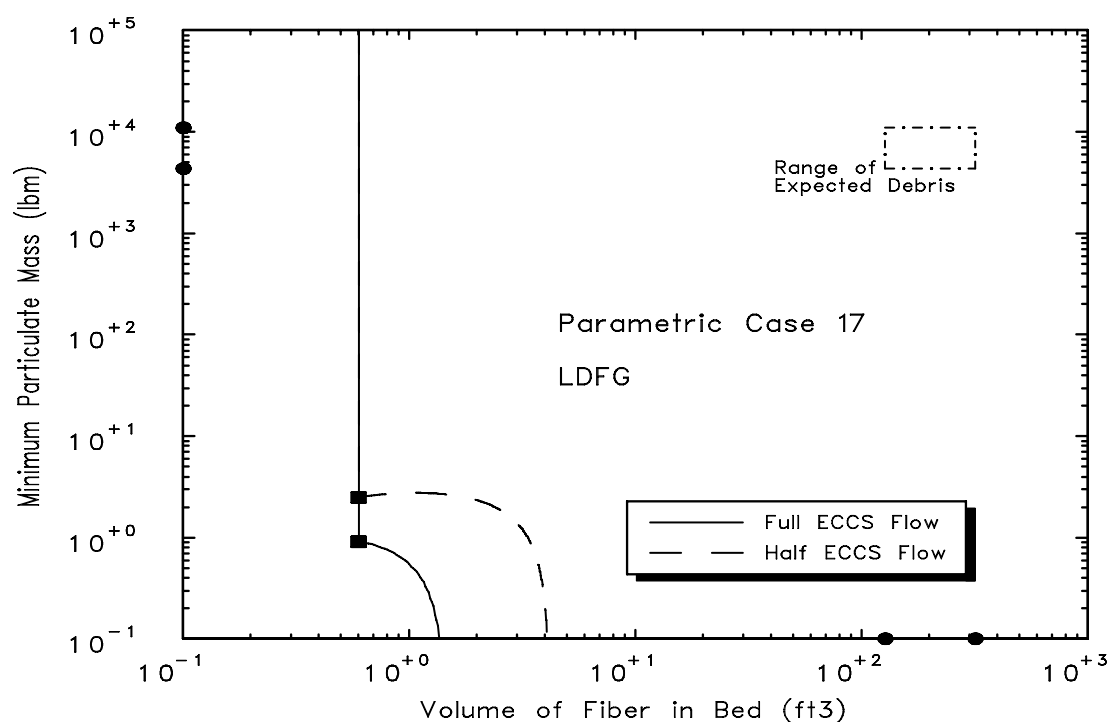 10+5
10+4
10+3
10+2
10+1
10+0
10-1
Minimum Particulate Mass (lbm)
Range of
Expected Debris
Parametric Case 17
LDFG
Full ECCS Flow
Half ECCS Flow
10-1
10+0
10+1
10+2
10+3
Volume of Fiber in Bed (ft3)